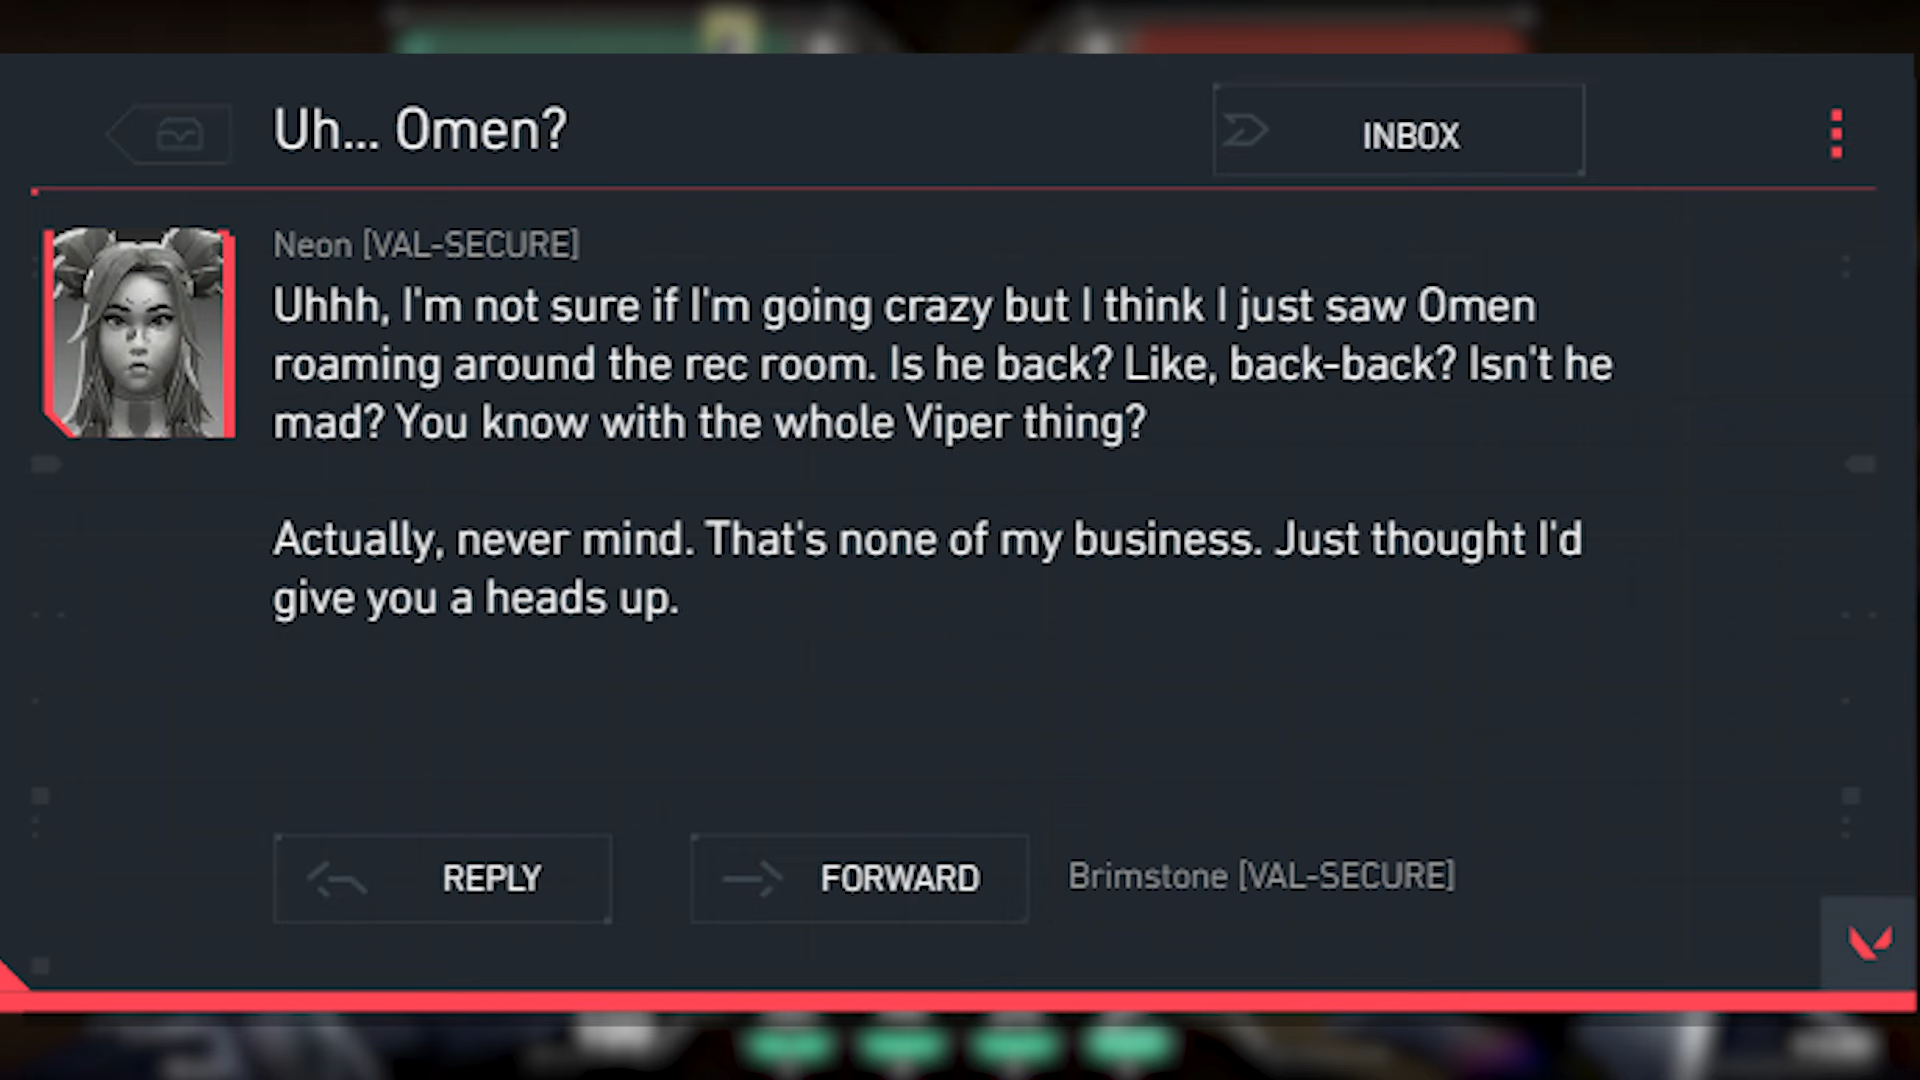 Uh... Omen?
INBOX
Neon [VAL-SECURE]
Uhhh, I'm not sure if I'm going crazy but I think I just saw Omen
roaming around the rec room. Is he back? Like, back-back? Isn't he
mad? You know with the whole Viper thing?
Actually, never mind. That's none of my business. Just thought I'd
give you a heads up.
REPLY
FORWARD
Brimstone [VAL-SECURE]